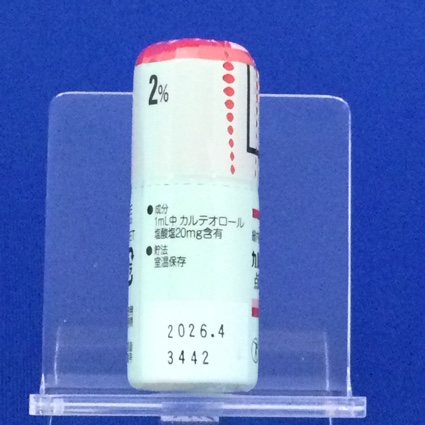 2%
●成分
1mL中 カルテオロール
塩酸塩20mg含有
●貯法
室温保存
2026.4
3442